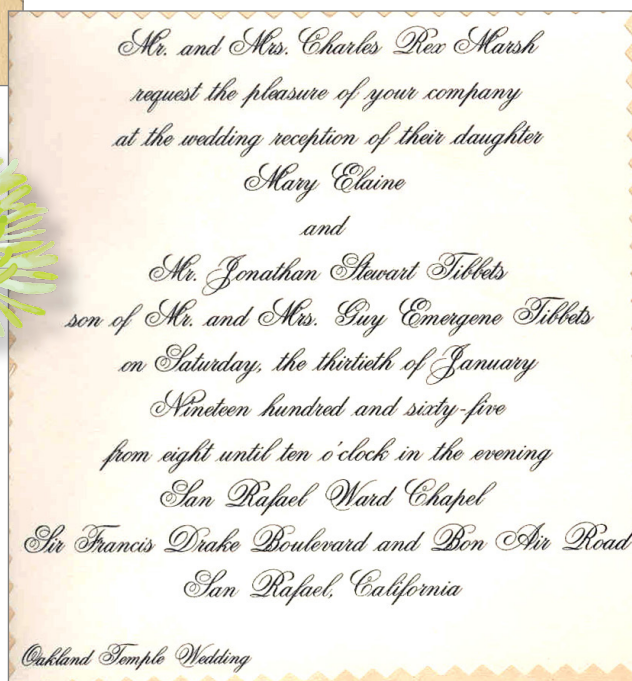 Mr. and Mrs. Charles Rex Marsh
request the pleasure of your company
at the wedding reception of their daughter
Mary Elaine
and
Mr. Jonathan Stewart Tibbets
son of Mr. and Mrs. Guy Emergene Tibbets
on Saturday, the thirtieth of January
Nineteen hundred and sixty-five
from eight until ten o'clock in the evening
San Rafael Ward Chapel
Sir Francis Drake Boulevard and Bon Air Road
San Rafael, California
Oakland Temple Wedding